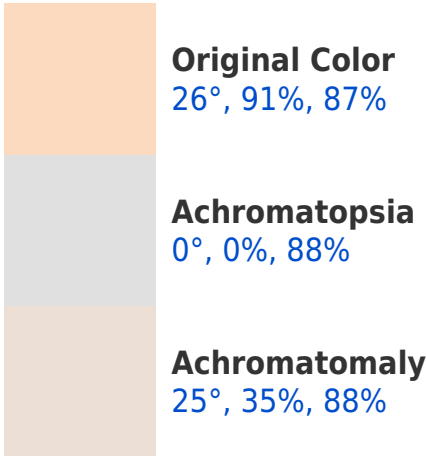 Original Color
26°, 91%, 87%
Achromatopsia
0°, 0%, 88%
Achromatomaly
25°, 35%, 88%